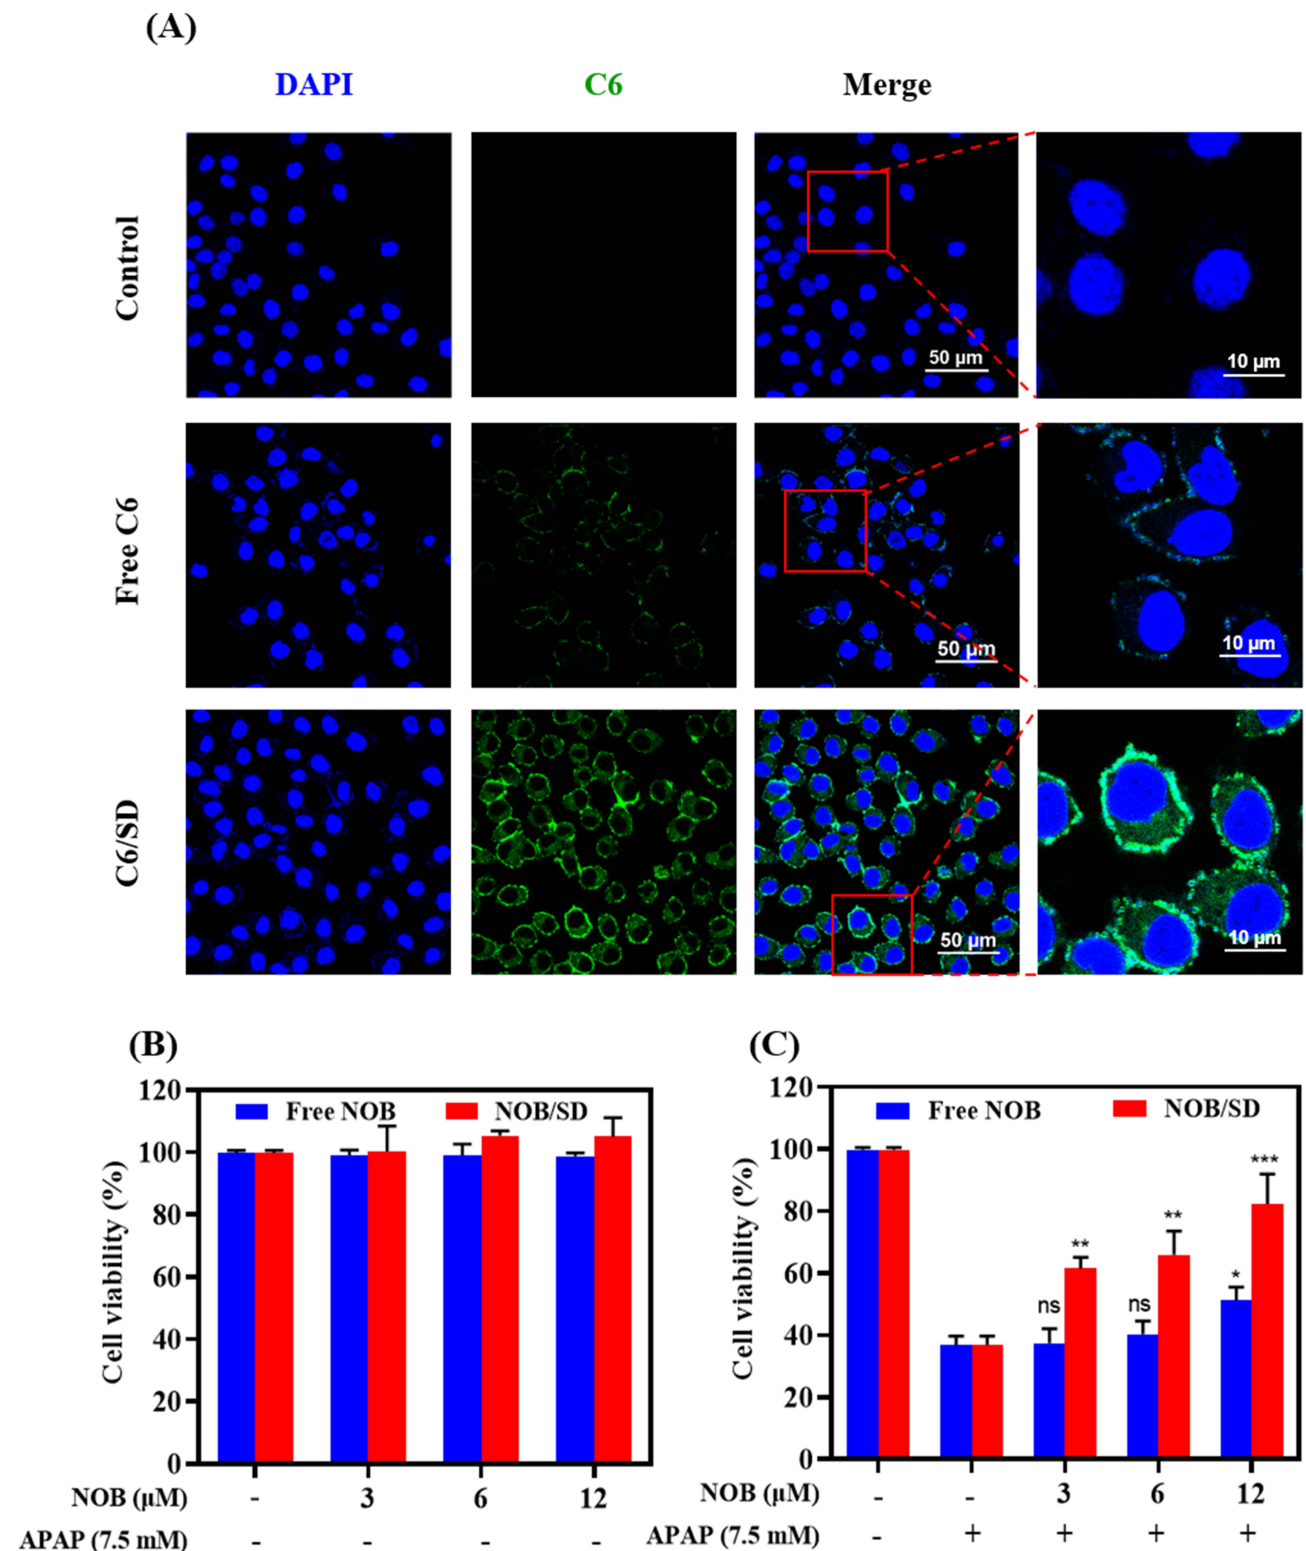 (A)
DAPI C6 Merge
Control
50 μm
10 μm
Free C6
50 μm
10 μm
C6/SD
50 μm
10 μm
(B)
120
100
80
60
40
20
0
Cell viability (%)
Free NOB NOB/SD
NOB (μM) - 3 6 12
APAP (7.5 mM) - - - -
(C)
120
100
80
60
40
20
0
Cell viability (%)
Free NOB NOB/SD
ns ** ns ** * ***
NOB (μM) - - 3 6 12
APAP (7.5 mM) - + + + +